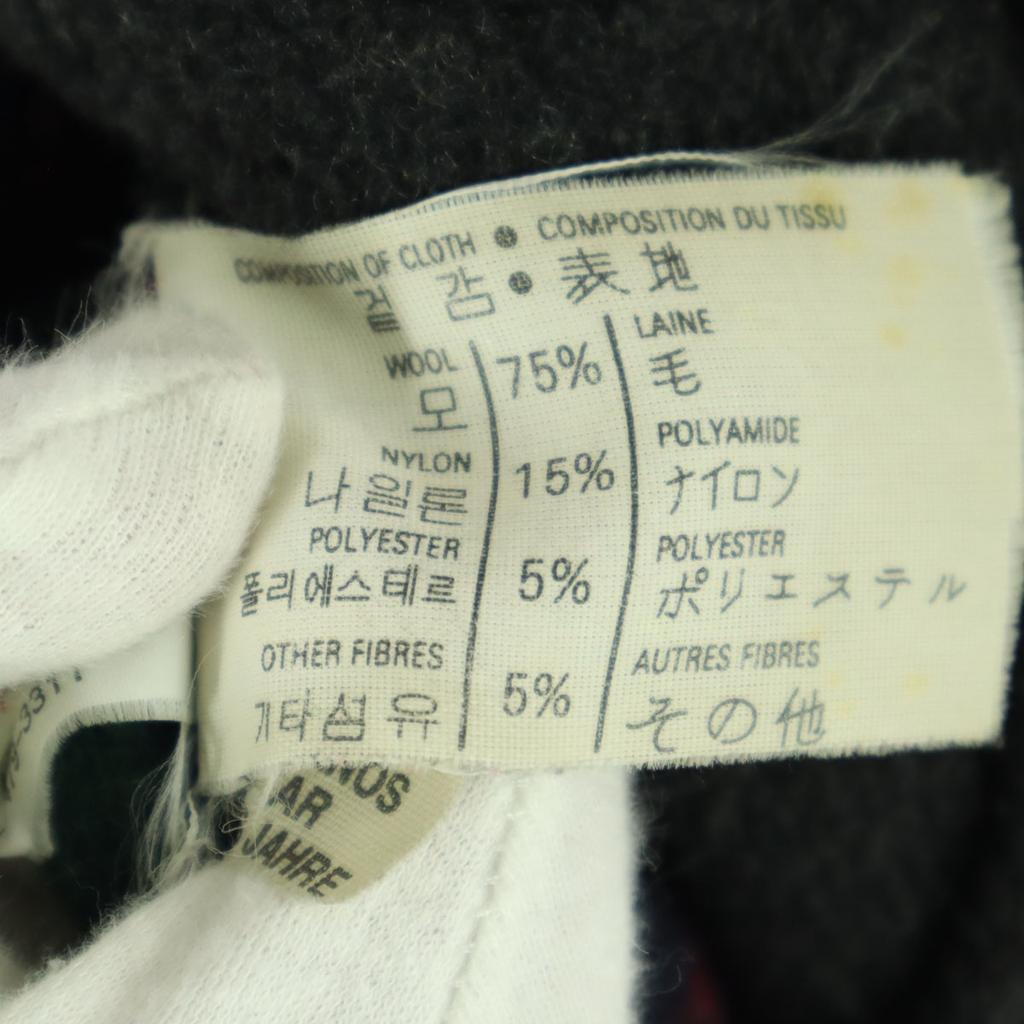 COMPOSITION OF CLOTH ● COMPOSITION DU TISSU
겉 감 ● 表地
WOOL 75% LAINE
모 毛
NYLON 15% POLYAMIDE
나일론 ナイロン
POLYESTER 5% POLYESTER
폴리에스테르 ポリエステル
OTHER FIBRES 5% AUTRES FIBRES
기타섬유 その他
AR
JAHRE